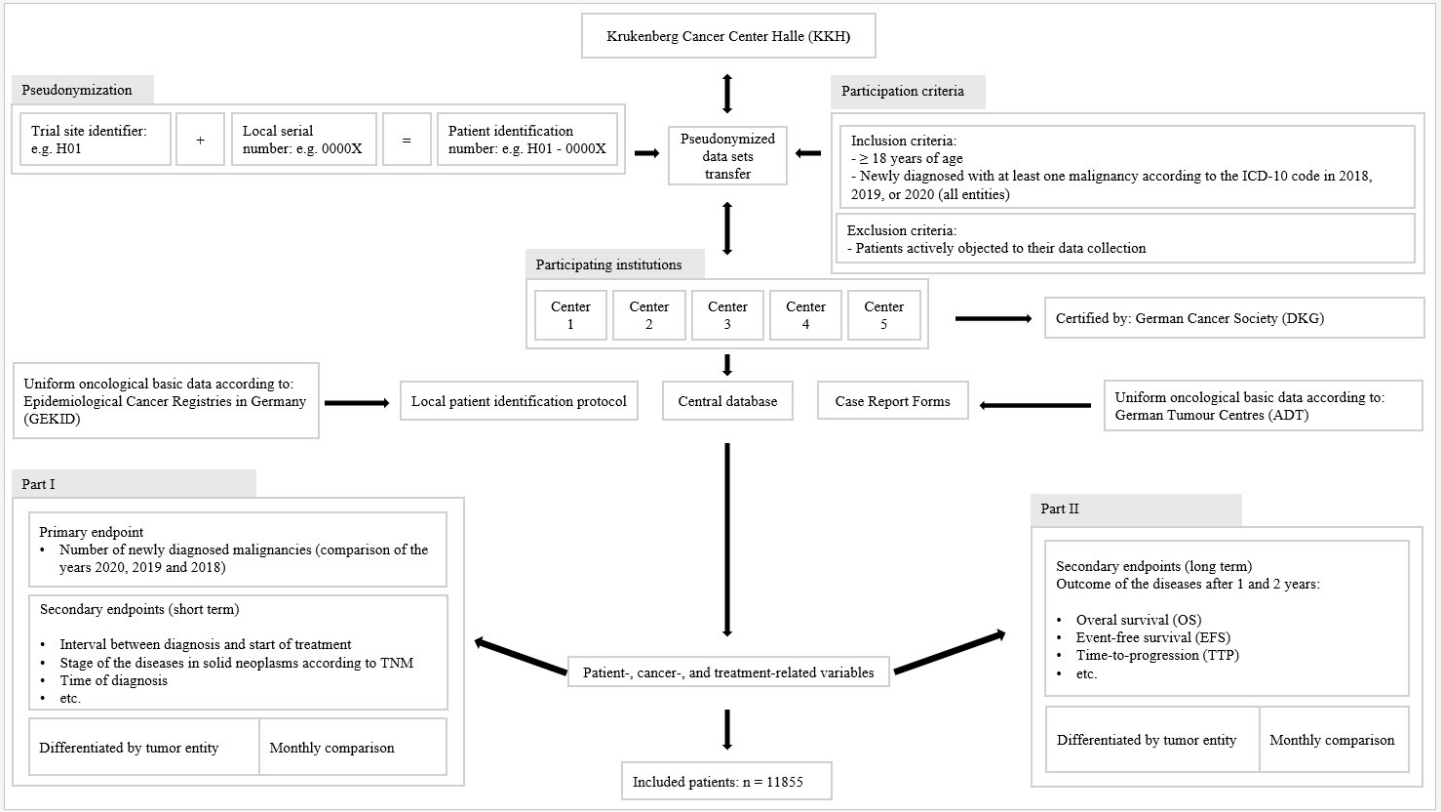 Krukenberg Cancer Center Halle (KKH)
Pseudonymization
Trial site identifier:
e.g. H01
+
Local serial
number: e.g. 0000X
=
Patient identification
number: e.g. H01 - 0000X
Pseudonymized
data sets
transfer
Participation criteria
Inclusion criteria:
- ≥ 18 years of age
- Newly diagnosed with at least one malignancy according to the ICD-10 code in 2018,
2019, or 2020 (all entities)
Exclusion criteria:
- Patients actively objected to their data collection
Participating institutions
Center
1
Center
2
Center
3
Center
4
Center
5
Certified by: German Cancer Society (DKG)
Uniform oncological basic data according to:
Epidemiological Cancer Registries in Germany
(GEKID)
Local patient identification protocol
Central database
Case Report Forms
Uniform oncological basic data according to:
German Tumour Centres (ADT)
Part I
Primary endpoint
• Number of newly diagnosed malignancies (comparison of the
years 2020, 2019 and 2018)
Secondary endpoints (short term)
• Interval between diagnosis and start of treatment
• Stage of the diseases in solid neoplasms according to TNM
• Time of diagnosis
• etc.
Differentiated by tumor entity
Monthly comparison
Patient-, cancer-, and treatment-related variables
Included patients: n = 11855
Part II
Secondary endpoints (long term)
Outcome of the diseases after 1 and 2 years:
• Overal survival (OS)
• Event-free survival (EFS)
• Time-to-progression (TTP)
• etc.
Differentiated by tumor entity
Monthly comparison